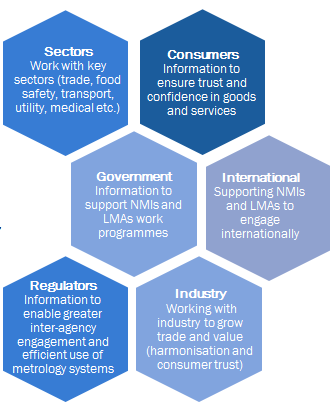 Sectors
Work with key
sectors (trade, food
safety, transport,
utility, medical etc.)
Consumers
Information to
ensure trust and
confidence in goods
and services
Government
Information to
support NMIs and
LMAs work
programmes
International
Supporting NMIs
and LMAs to
engage
internationally
Regulators
Information to
enable greater
inter-agency
engagement and
efficient use of
metrology systems
Industry
Working with
industry to grow
trade and value
(harmonisation and
consumer trust)